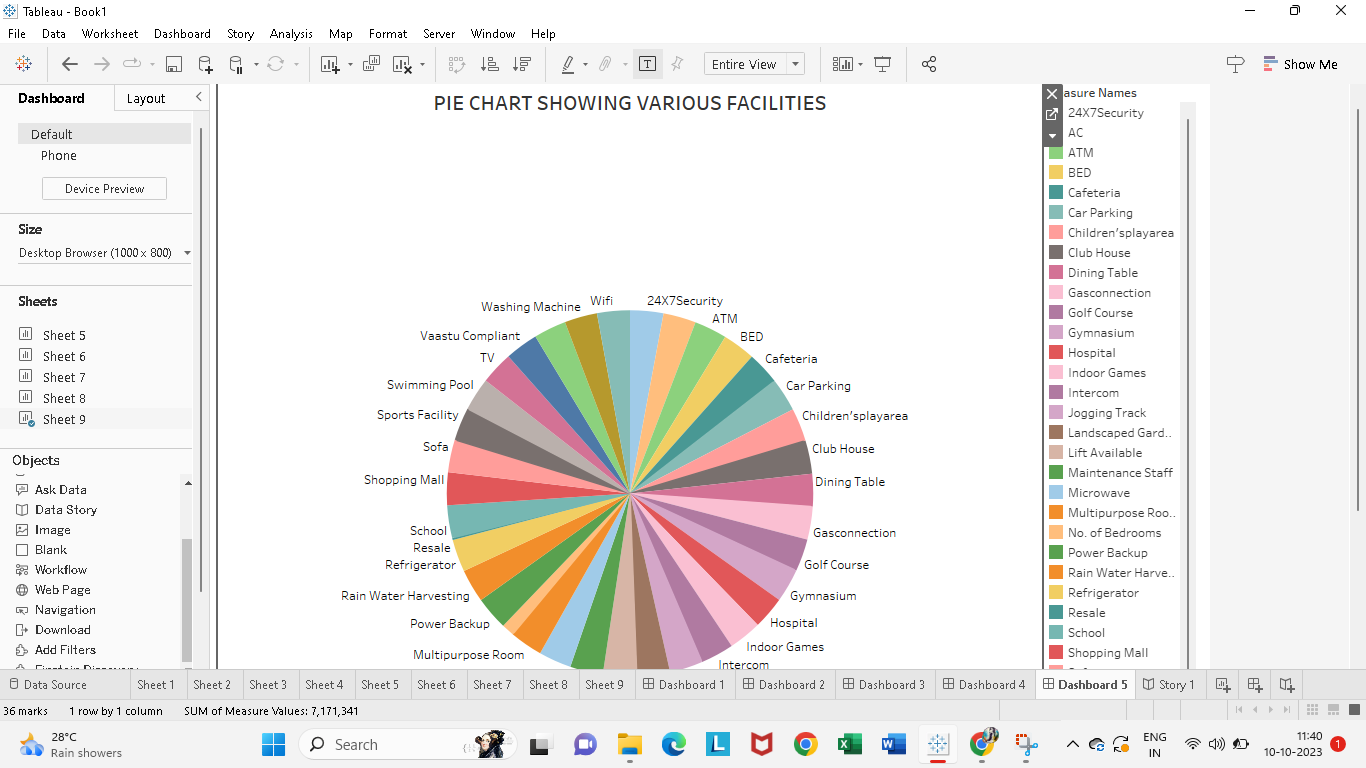 Tableau - Book1
File Data Worksheet Dashboard Story Analysis Map Format Server Window Help
Entire View
Show Me
Dashboard Layout
Default
Phone
Device Preview
Size
Desktop Browser (1000 x 800)
Sheets
Sheet 5
Sheet 6
Sheet 7
Sheet 8
Sheet 9
Objects
Ask Data
Data Story
Image
Blank
Workflow
Web Page
Navigation
Download
Add Filters
PIE CHART SHOWING VARIOUS FACILITIES
Wifi
24X7Security
Washing Machine
ATM
Vaastu Compliant
BED
TV
Cafeteria
Swimming Pool
Car Parking
Sports Facility
Children'splayarea
Sofa
Club House
Shopping Mall
Dining Table
School
Gasconnection
Resale
Refrigerator
Golf Course
Rain Water Harvesting
Gymnasium
Power Backup
Hospital
Multipurpose Room
Indoor Games
Intercom
asure Names
24X7Security
AC
ATM
BED
Cafeteria
Car Parking
Children'splayarea
Club House
Dining Table
Gasconnection
Golf Course
Gymnasium
Hospital
Indoor Games
Intercom
Jogging Track
Landscaped Gard..
Lift Available
Maintenance Staff
Microwave
Multipurpose Roo..
No. of Bedrooms
Power Backup
Rain Water Harve..
Refrigerator
Resale
School
Shopping Mall
Data Source Sheet 1 Sheet 2 Sheet 3 Sheet 4 Sheet 5 Sheet 6 Sheet 7 Sheet 8 Sheet 9 Dashboard 1 Dashboard 2 Dashboard 3 Dashboard 4 Dashboard 5 Story 1
36 marks 1 row by 1 column SUM of Measure Values: 7,171,341
28°C
Rain showers
Search
ENG
IN
11:40
10-10-2023
1